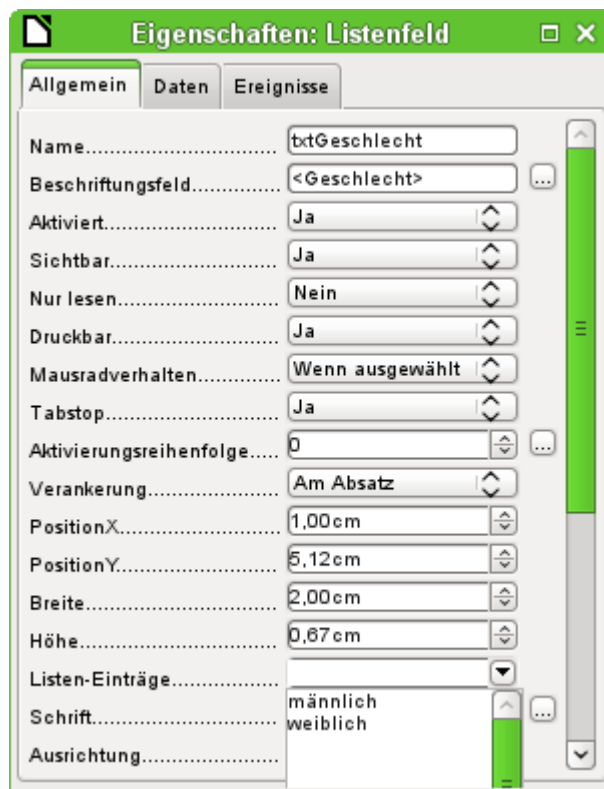 Eigenschaften: Listenfeld
Allgemein Daten Ereignisse
Name............................ txtGeschlecht
Beschriftungsfeld............. <Geschlecht> ...
Aktiviert......................... Ja
Sichtbar......................... Ja
Nur lesen....................... Nein
Druckbar........................ Ja
Mausradverhalten............ Wenn ausgewählt
Tabstop......................... Ja
Aktivierungsreihenfolge..... 0 ...
Verankerung................... Am Absatz
PositionX........................ 1,00cm
PositionY........................ 5,12cm
Breite............................ 2,00cm
Höhe............................. 0,67cm
Listen-Einträge................
männlich
Schrift........................... weiblich ...
Ausrichtung....................